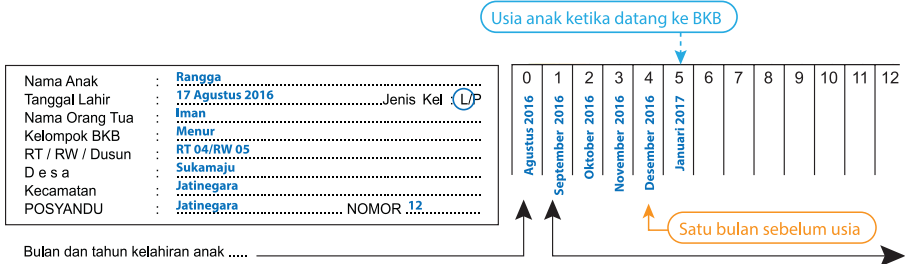 Usia anak ketika datang ke BKB
0 1 2 3 4 5 6 7 8 9 10 11 12
Agustus 2016
September 2016
Oktober 2016
November 2016
Desember 2016
Januari 2017
Nama Anak : Rangga
Tanggal Lahir : 17 Agustus 2016 Jenis Kel : L/P
Nama Orang Tua : Iman
Kelompok BKB : Menur
RT / RW / Dusun : RT 04/RW 05
D e s a : Sukamaju
Kecamatan : Jatinegara
POSYANDU : Jatinegara NOMOR 12
Satu bulan sebelum usia
Bulan dan tahun kelahiran anak .....